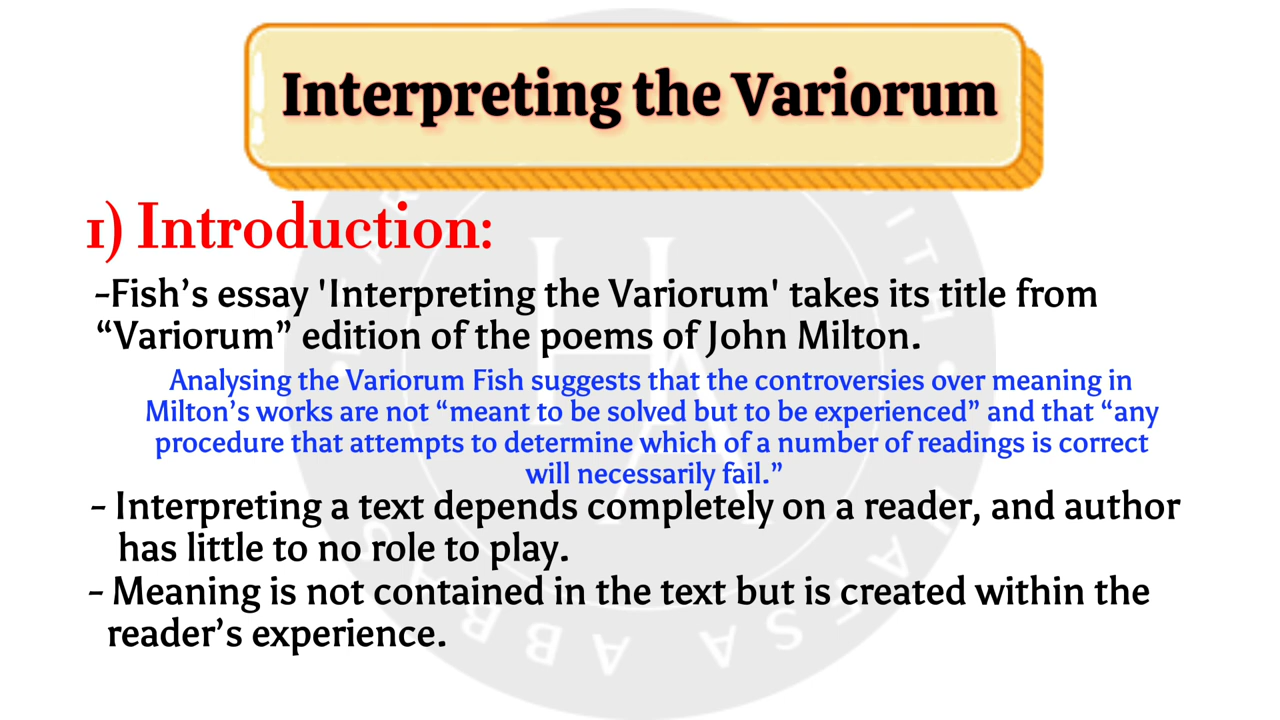 Interpreting the Variorum
1) Introduction:
-Fish’s essay 'Interpreting the Variorum' takes its title from
“Variorum” edition of the poems of John Milton.
Analysing the Variorum Fish suggests that the controversies over meaning in
Milton’s works are not “meant to be solved but to be experienced” and that “any
procedure that attempts to determine which of a number of readings is correct
will necessarily fail.”
- Interpreting a text depends completely on a reader, and author
has little to no role to play.
- Meaning is not contained in the text but is created within the
reader’s experience.